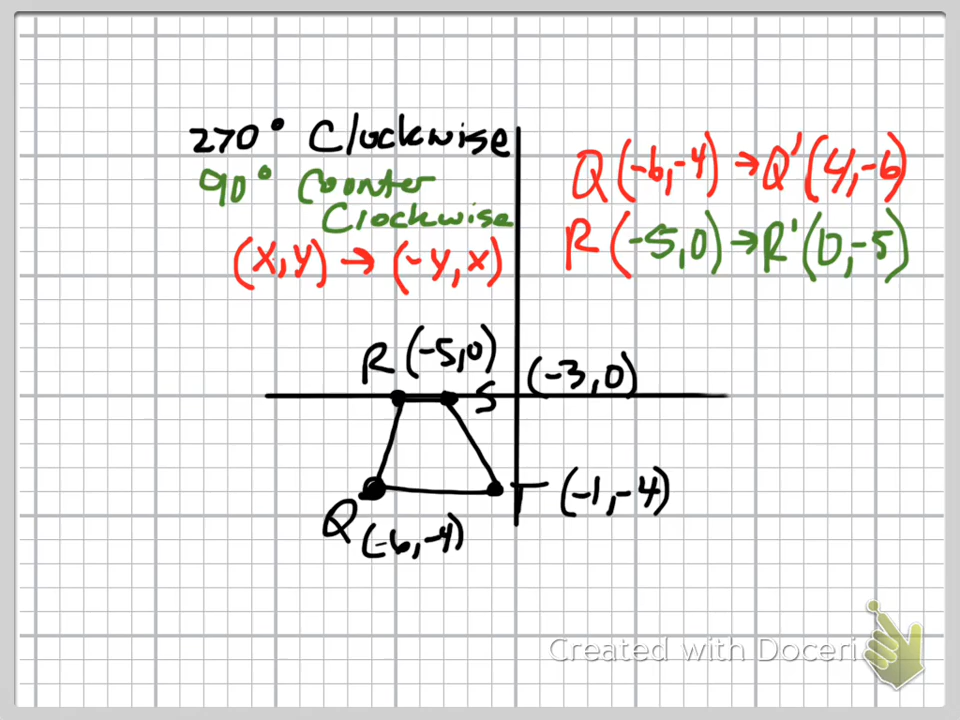 270° Clockwise
90° Counter
Clockwise
(x,y) → (-y,x)
Q(-6,-4) → Q'(4,-6)
R(-5,0) → R'(0,-5)
R (-5,0)
S (-3,0)
T (-1,-4)
Q (-6,-4)
Created with Doceri